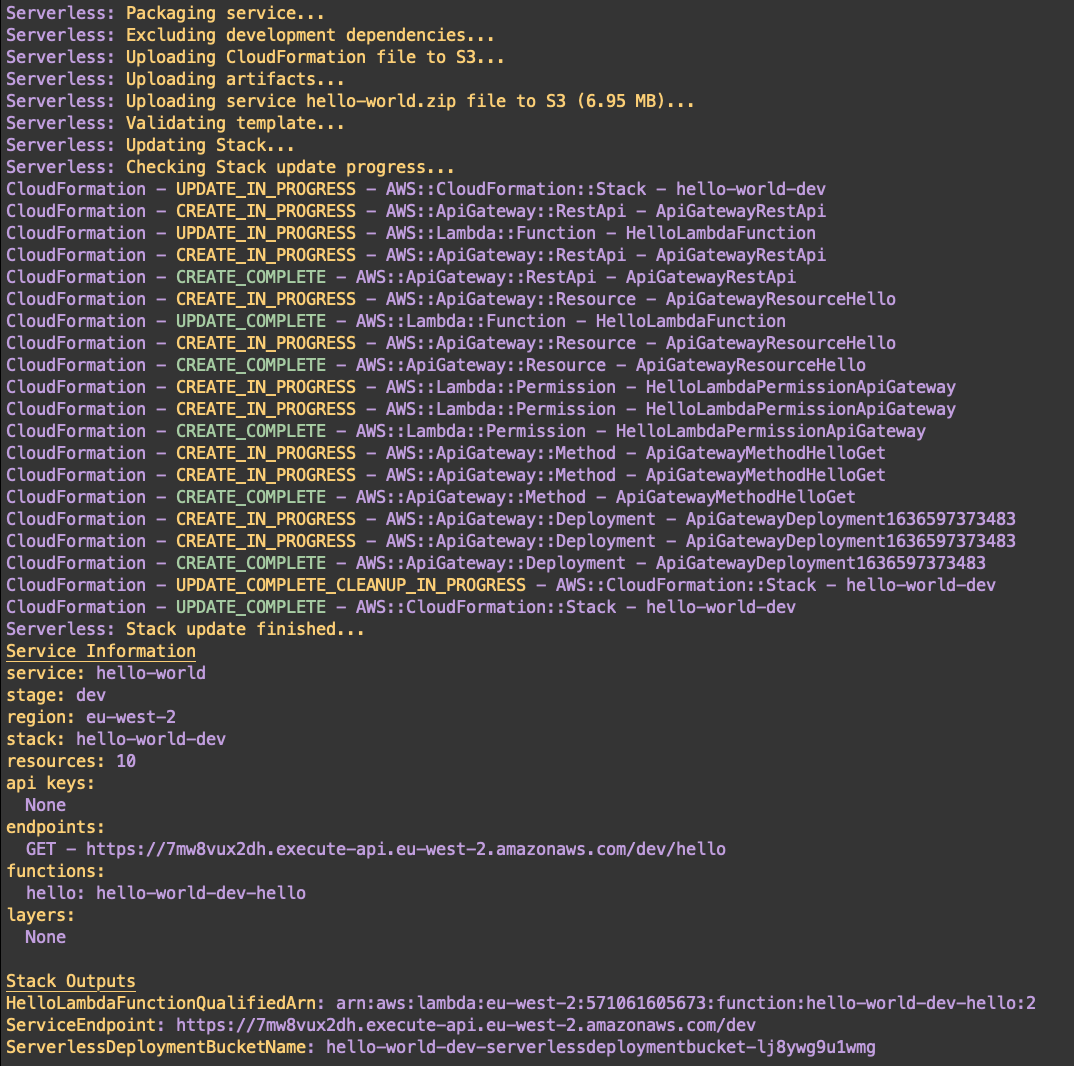 Serverless: Packaging service...
Serverless: Excluding development dependencies...
Serverless: Uploading CloudFormation file to S3...
Serverless: Uploading artifacts...
Serverless: Uploading service hello-world.zip file to S3 (6.95 MB)...
Serverless: Validating template...
Serverless: Updating Stack...
Serverless: Checking Stack update progress...
CloudFormation - UPDATE_IN_PROGRESS - AWS::CloudFormation::Stack - hello-world-dev
CloudFormation - CREATE_IN_PROGRESS - AWS::ApiGateway::RestApi - ApiGatewayRestApi
CloudFormation - UPDATE_IN_PROGRESS - AWS::Lambda::Function - HelloLambdaFunction
CloudFormation - CREATE_IN_PROGRESS - AWS::ApiGateway::RestApi - ApiGatewayRestApi
CloudFormation - CREATE_COMPLETE - AWS::ApiGateway::RestApi - ApiGatewayRestApi
CloudFormation - CREATE_IN_PROGRESS - AWS::ApiGateway::Resource - ApiGatewayResourceHello
CloudFormation - UPDATE_COMPLETE - AWS::Lambda::Function - HelloLambdaFunction
CloudFormation - CREATE_IN_PROGRESS - AWS::ApiGateway::Resource - ApiGatewayResourceHello
CloudFormation - CREATE_COMPLETE - AWS::ApiGateway::Resource - ApiGatewayResourceHello
CloudFormation - CREATE_IN_PROGRESS - AWS::Lambda::Permission - HelloLambdaPermissionApiGateway
CloudFormation - CREATE_IN_PROGRESS - AWS::Lambda::Permission - HelloLambdaPermissionApiGateway
CloudFormation - CREATE_COMPLETE - AWS::Lambda::Permission - HelloLambdaPermissionApiGateway
CloudFormation - CREATE_IN_PROGRESS - AWS::ApiGateway::Method - ApiGatewayMethodHelloGet
CloudFormation - CREATE_IN_PROGRESS - AWS::ApiGateway::Method - ApiGatewayMethodHelloGet
CloudFormation - CREATE_COMPLETE - AWS::ApiGateway::Method - ApiGatewayMethodHelloGet
CloudFormation - CREATE_IN_PROGRESS - AWS::ApiGateway::Deployment - ApiGatewayDeployment1636597373483
CloudFormation - CREATE_IN_PROGRESS - AWS::ApiGateway::Deployment - ApiGatewayDeployment1636597373483
CloudFormation - CREATE_COMPLETE - AWS::ApiGateway::Deployment - ApiGatewayDeployment1636597373483
CloudFormation - UPDATE_COMPLETE_CLEANUP_IN_PROGRESS - AWS::CloudFormation::Stack - hello-world-dev
CloudFormation - UPDATE_COMPLETE - AWS::CloudFormation::Stack - hello-world-dev
Serverless: Stack update finished...
Service Information
service: hello-world
stage: dev
region: eu-west-2
stack: hello-world-dev
resources: 10
api keys:
  None
endpoints:
  GET - https://7mw8vux2dh.execute-api.eu-west-2.amazonaws.com/dev/hello
functions:
  hello: hello-world-dev-hello
layers:
  None

Stack Outputs
HelloLambdaFunctionQualifiedArn: arn:aws:lambda:eu-west-2:571061605673:function:hello-world-dev-hello:2
ServiceEndpoint: https://7mw8vux2dh.execute-api.eu-west-2.amazonaws.com/dev
ServerlessDeploymentBucketName: hello-world-dev-serverlessdeploymentbucket-lj8ywg9u1wmg